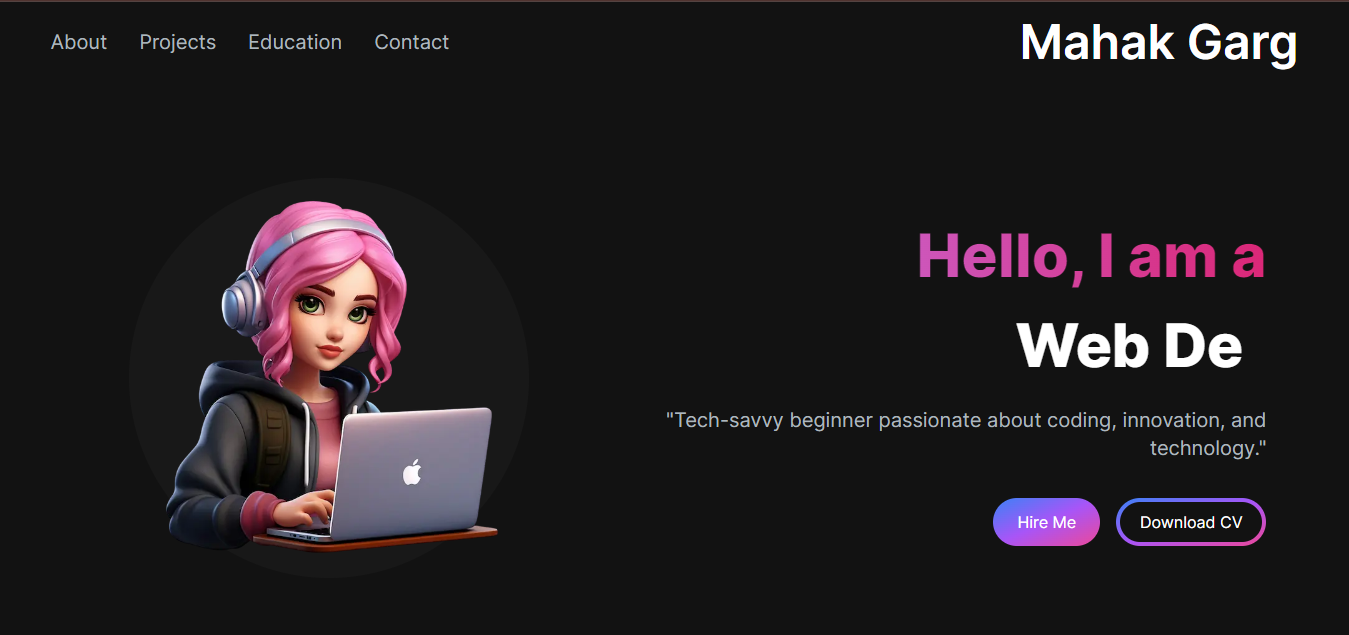 About Projects Education Contact
Mahak Garg
Hello, I am a
Web De
"Tech-savvy beginner passionate about coding, innovation, and
technology."
Hire Me
Download CV